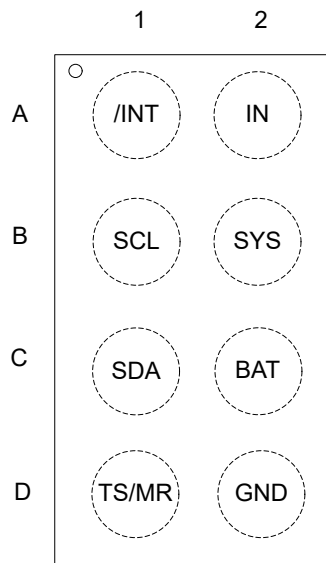 1 2
A /INT IN
B SCL SYS
C SDA BAT
D TS/MR GND